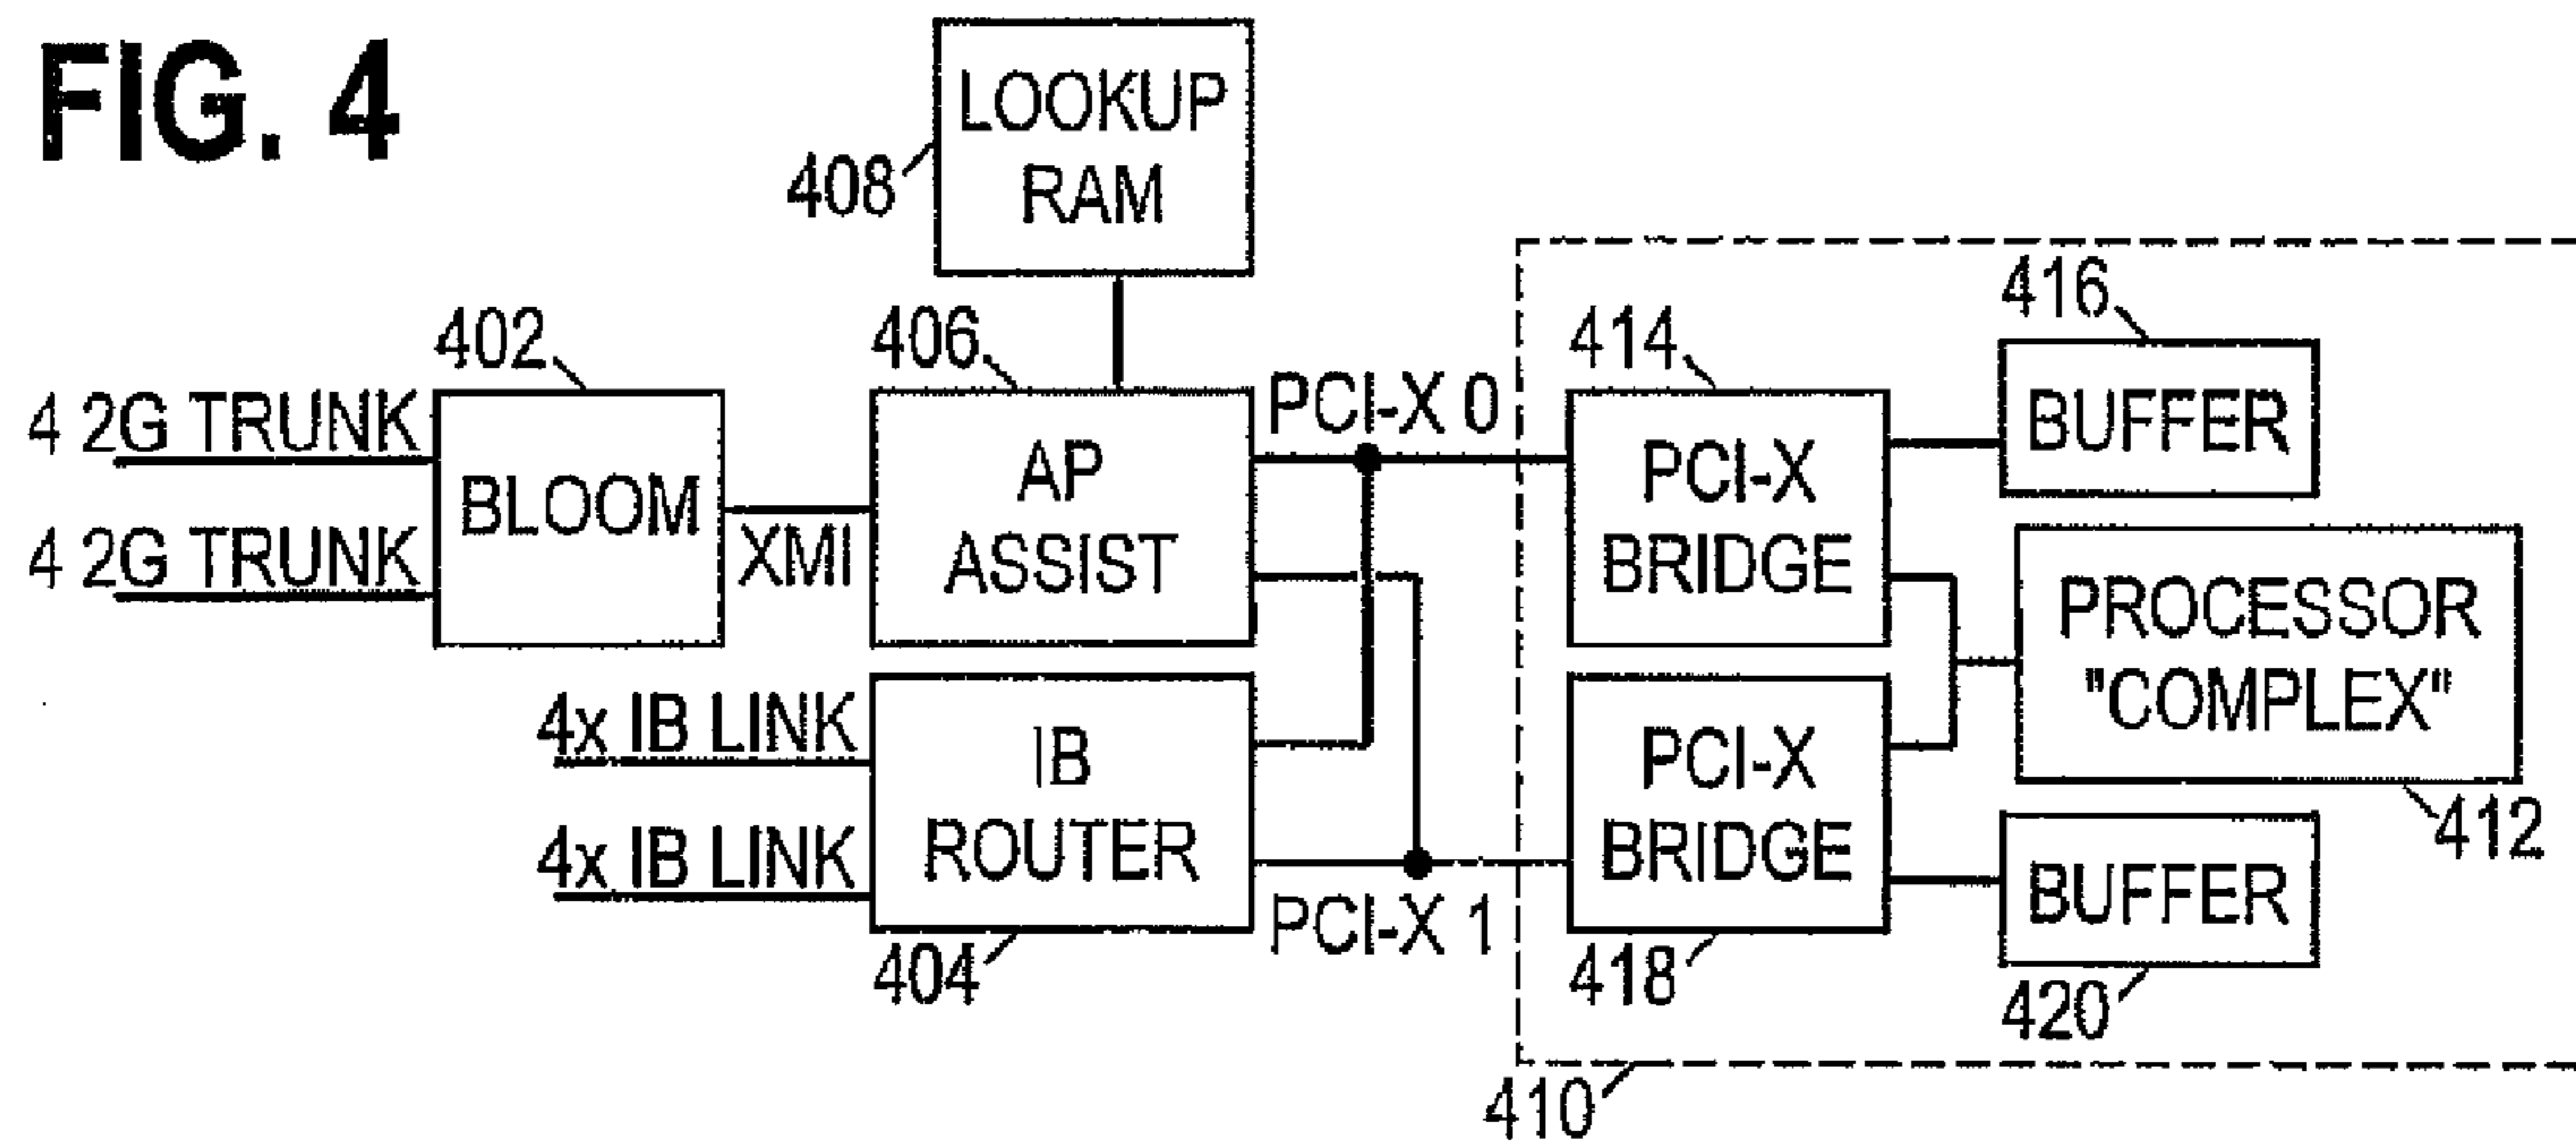 FIG. 4
LOOKUP
RAM
408
402
406
PCI-X 0
414
416
4 2G TRUNK
4 2G TRUNK
BLOOM
XMI
AP
ASSIST
PCI-X
BRIDGE
BUFFER
PROCESSOR
"COMPLEX"
412
4x IB LINK
4x IB LINK
IB
ROUTER
404
PCI-X 1
PCI-X
BRIDGE
418
BUFFER
420
410